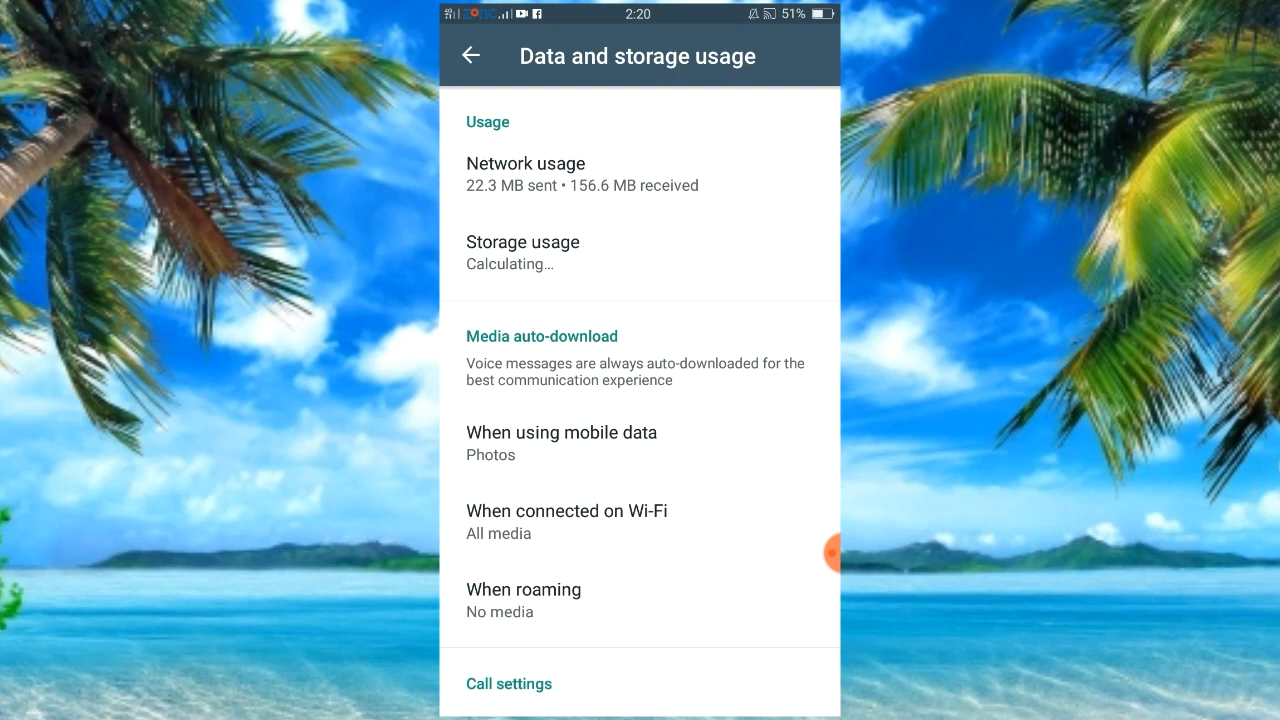 2:20
51%
Data and storage usage
Usage
Network usage
22.3 MB sent • 156.6 MB received
Storage usage
Calculating…
Media auto-download
Voice messages are always auto-downloaded for the
best communication experience
When using mobile data
Photos
When connected on Wi-Fi
All media
When roaming
No media
Call settings